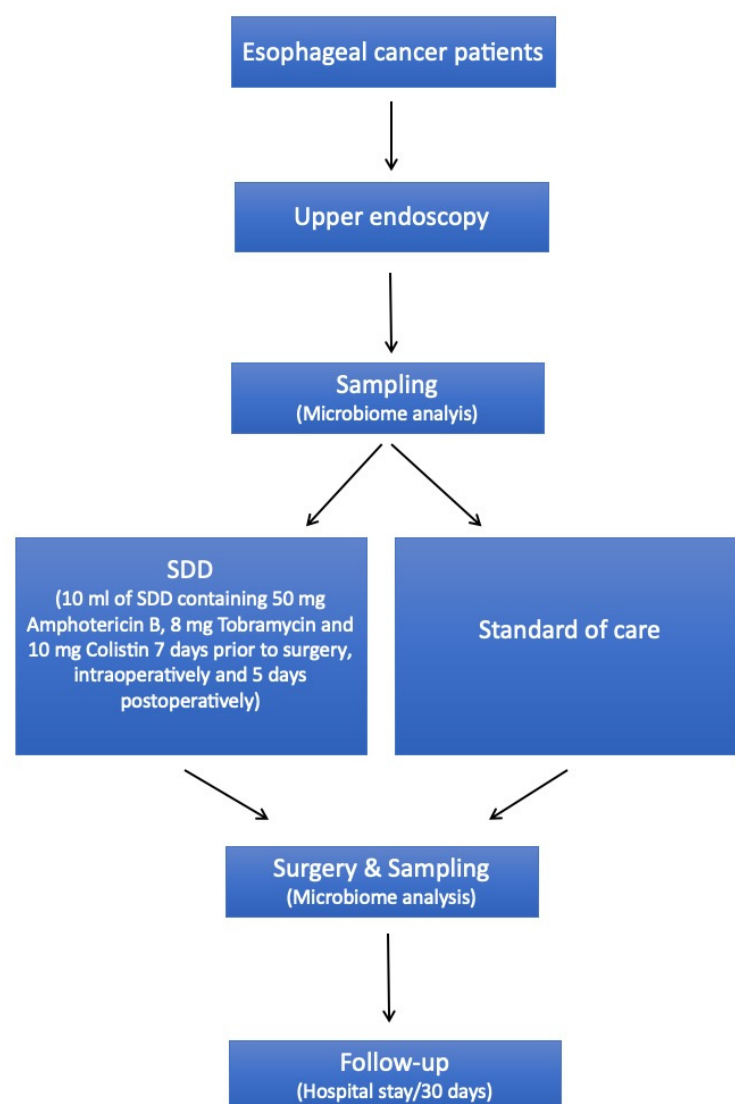 Esophageal cancer patients
Upper endoscopy
Sampling
(Microbiome analyis)
SDD
(10 ml of SDD containing 50 mg
Amphotericin B, 8 mg Tobramycin and
10 mg Colistin 7 days prior to surgery,
intraoperatively and 5 days
postoperatively)
Standard of care
Surgery & Sampling
(Microbiome analysis)
Follow-up
(Hospital stay/30 days)